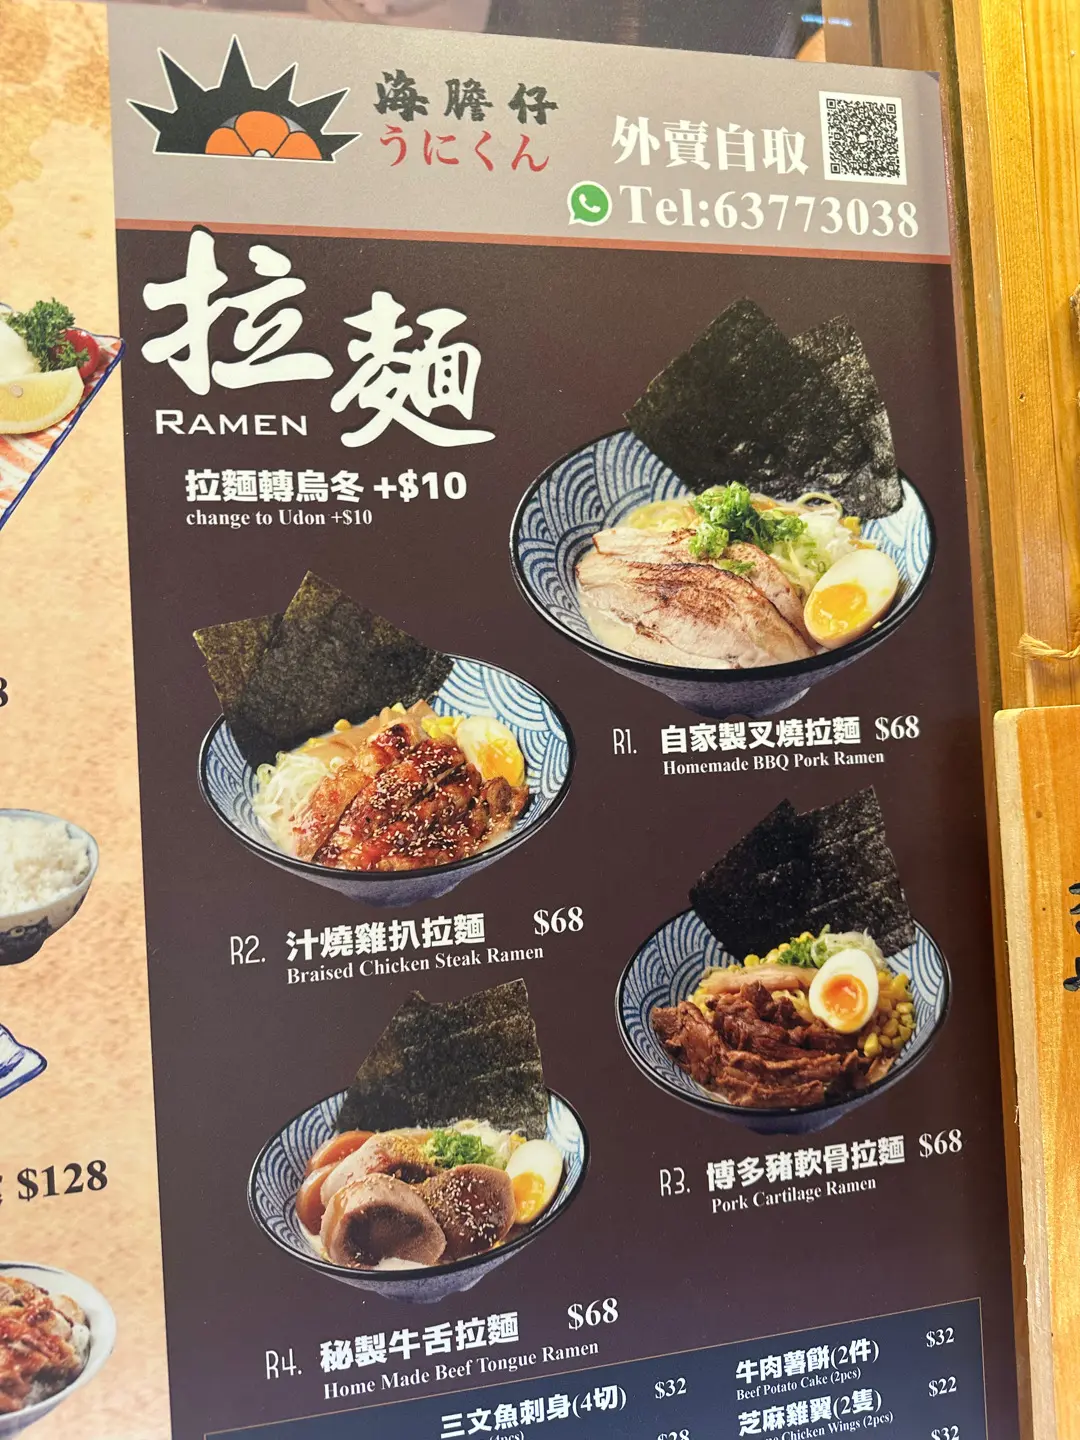 海膽仔
うにくん
外賣自取
Tel:63773038
拉麵
RAMEN
拉麵轉烏冬 +$10
change to Udon +$10
R1. 自家製叉燒拉麵 $68
Homemade BBQ Pork Ramen
R2. 汁燒雞扒拉麵 $68
Braised Chicken Steak Ramen
R3. 博多豬軟骨拉麵 $68
Pork Cartilage Ramen
R4. 秘製牛舌拉麵 $68
Home Made Beef Tongue Ramen
$128
三文魚刺身(4切) $32
牛肉薯餅(2件) $32
Beef Potato Cake (2pcs)
芝麻雞翼(2隻) $22
Chicken Wings (2pcs)
$32